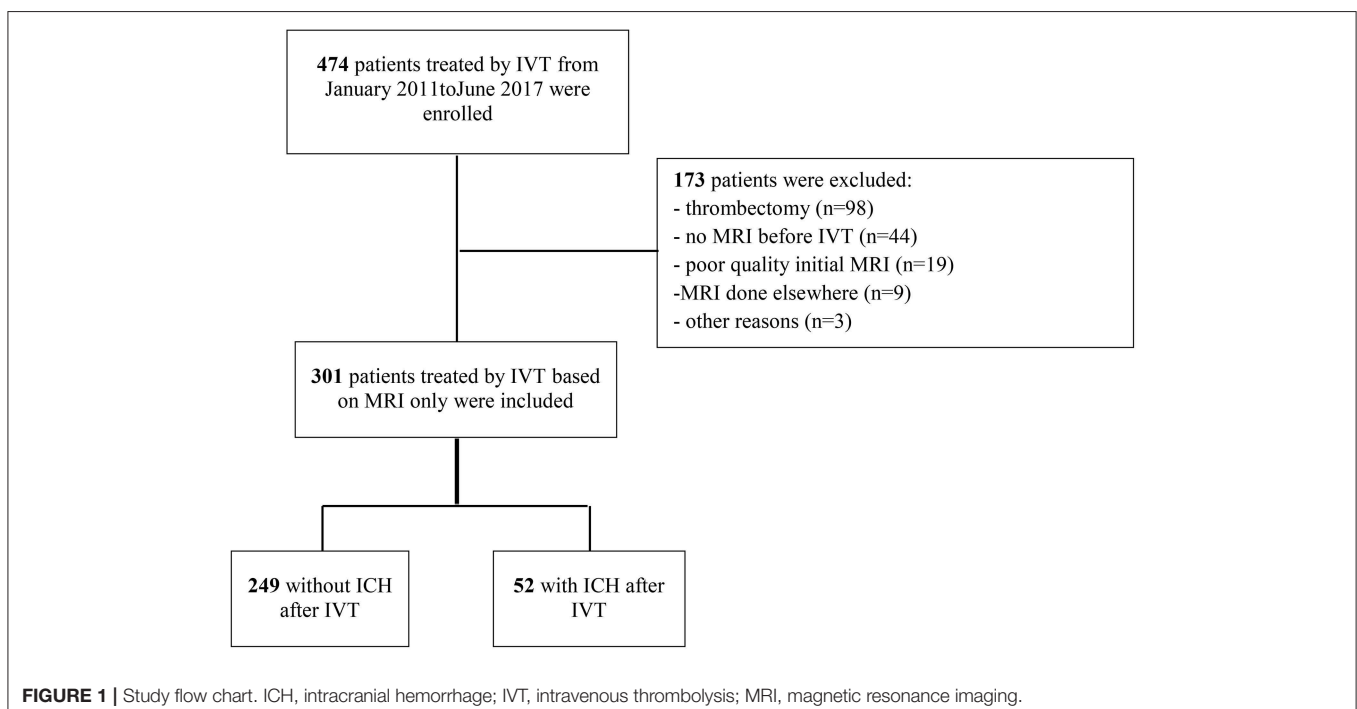 474 patients treated by IVT from
January 2011toJune 2017 were
enrolled
173 patients were excluded:
- thrombectomy (n=98)
- no MRI before IVT (n=44)
- poor quality initial MRI (n=19)
-MRI done elsewhere (n=9)
- other reasons (n=3)
301 patients treated by IVT based
on MRI only were included
249 without ICH
after IVT
52 with ICH after
IVT
FIGURE 1 | Study flow chart. ICH, intracranial hemorrhage; IVT, intravenous thrombolysis; MRI, magnetic resonance imaging.